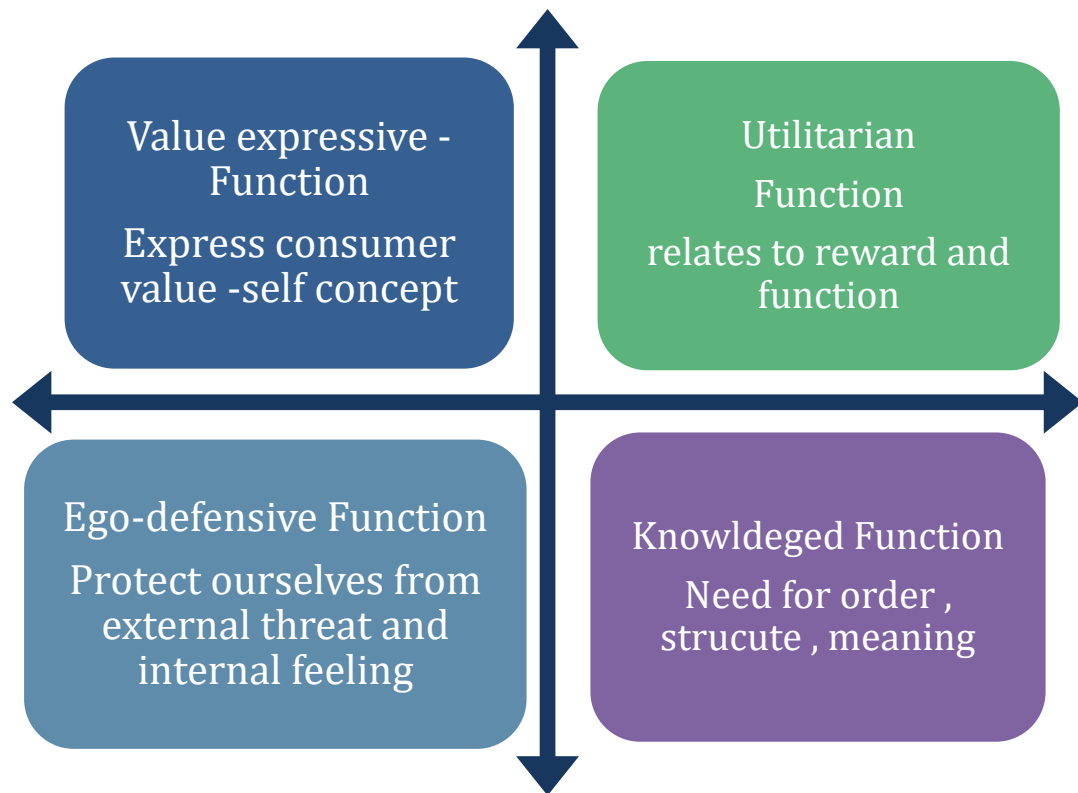 Value expressive -
Function
Express consumer
value -self concept
Utilitarian
Function
relates to reward and
function
Ego-defensive Function
Protect ourselves from
external threat and
internal feeling
Knowldeged Function
Need for order ,
strucute , meaning